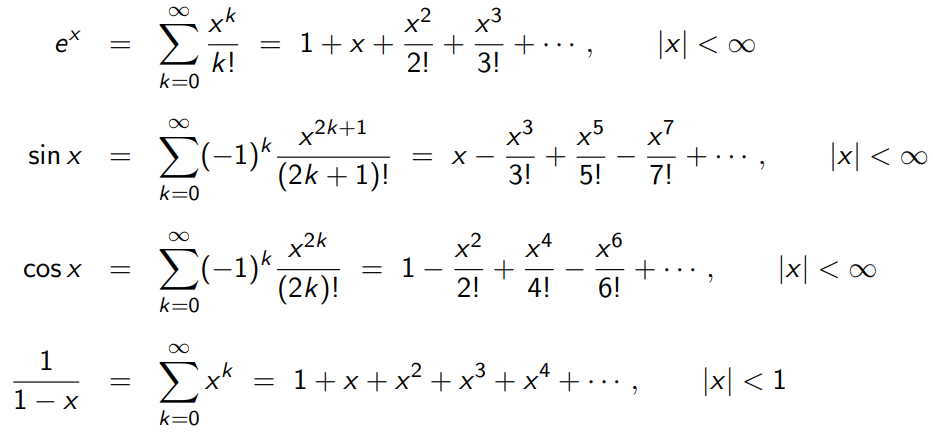 e^x = ∑_{k=0}^{∞} x^k/k! = 1 + x + x^2/2! + x^3/3! + ⋯ , |x| < ∞
sin x = ∑_{k=0}^{∞} (−1)^k x^{2k+1}/(2k + 1)! = x − x^3/3! + x^5/5! − x^7/7! + ⋯ , |x| < ∞
cos x = ∑_{k=0}^{∞} (−1)^k x^{2k}/(2k)! = 1 − x^2/2! + x^4/4! − x^6/6! + ⋯ , |x| < ∞
1/(1 − x) = ∑_{k=0}^{∞} x^k = 1 + x + x^2 + x^3 + x^4 + ⋯ , |x| < 1